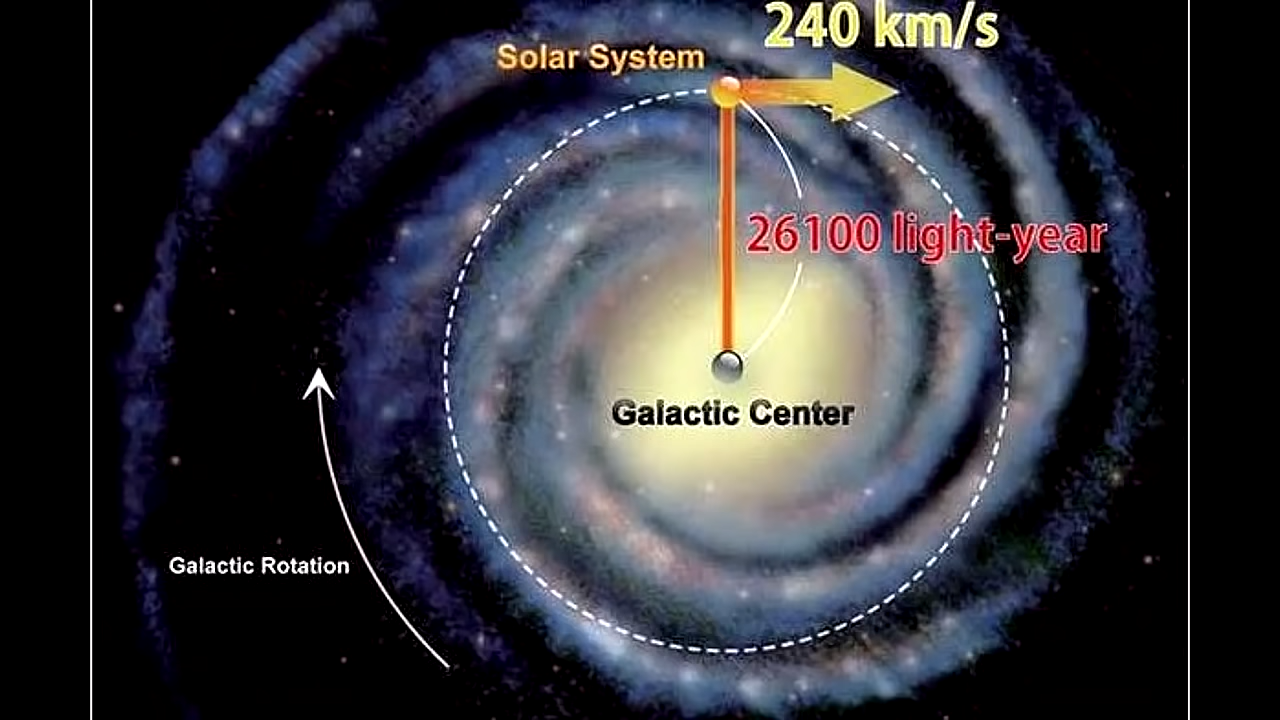 240 km/s
Solar System
26100 light-year
Galactic Center
Galactic Rotation